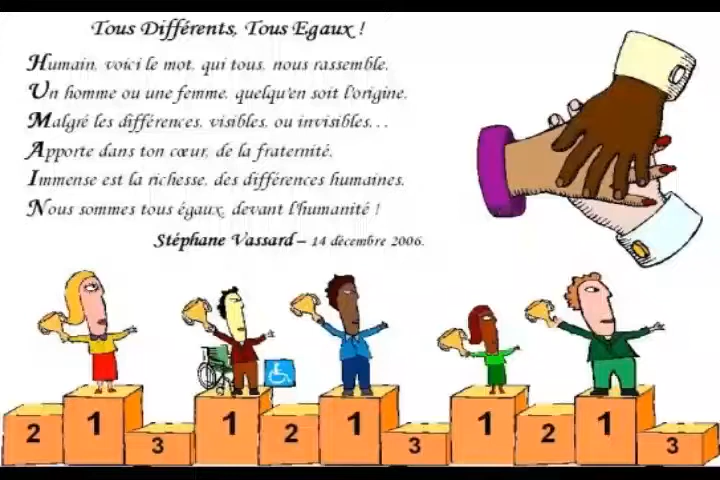 Tous Différents, Tous Egaux !
Humain, voici le mot, qui tous, nous rassemble.
Un homme ou une femme, quelqu'en soit l'origine.
Malgré les différences, visibles, ou invisibles...
Apporte dans ton cœur, de la fraternité.
Immense est la richesse, des différences humaines.
Nous sommes tous égaux, devant l'humanité !
Stéphane Vassard – 14 décembre 2006.
2 1 3 1 2 1 3 1 2 1 3